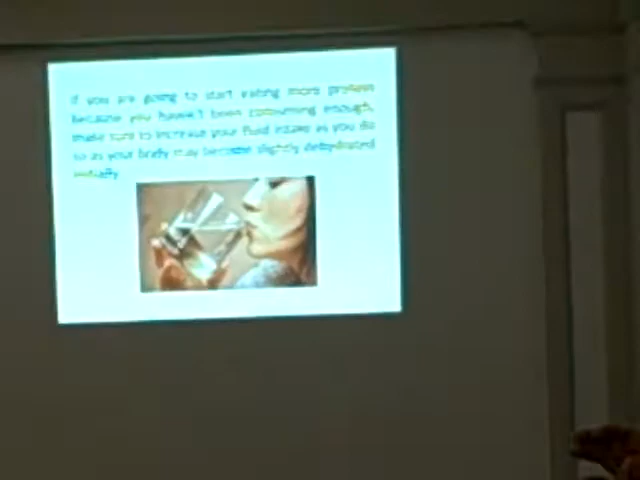 If you are going to start eating more protein
because you haven't been consuming enough,
make sure to increase your fluid intake as you do
so as your body may become slightly dehydrated
initially.